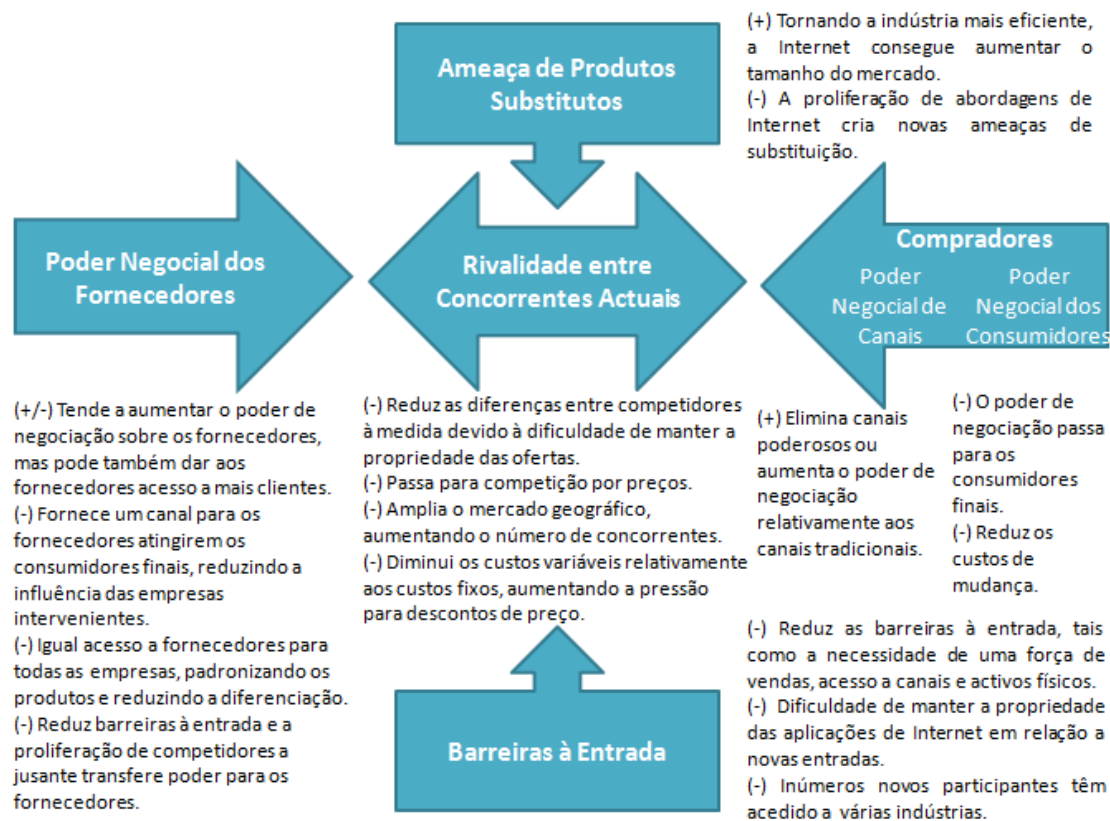 Ameaça de Produtos
Substitutos
(+) Tornando a indústria mais eficiente,
a Internet consegue aumentar o
tamanho do mercado.
(-) A proliferação de abordagens de
Internet cria novas ameaças de
substituição.
Poder Negocial dos
Fornecedores
Rivalidade entre
Concorrentes Actuais
Compradores
Poder
Negocial de
Canais
Poder
Negocial dos
Consumidores
(+/-) Tende a aumentar o poder de
negociação sobre os fornecedores,
mas pode também dar aos
fornecedores acesso a mais clientes.
(-) Fornece um canal para os
fornecedores atingirem os
consumidores finais, reduzindo a
influência das empresas
intervenientes.
(-) Igual acesso a fornecedores para
todas as empresas, padronizando os
produtos e reduzindo a diferenciação.
(-) Reduz barreiras à entrada e a
proliferação de competidores a
jusante transfere poder para os
fornecedores.
(-) Reduz as diferenças entre competidores
à medida devido à dificuldade de manter a
propriedade das ofertas.
(-) Passa para competição por preços.
(-) Amplia o mercado geográfico,
aumentando o número de concorrentes.
(-) Diminui os custos variáveis relativamente
aos custos fixos, aumentando a pressão
para descontos de preço.
(+) Elimina canais
poderosos ou
aumenta o poder de
negociação
relativamente aos
canais tradicionais.
(-) O poder de
negociação passa
para os
consumidores
finais.
(-) Reduz os
custos de
mudança.
Barreiras à Entrada
(-) Reduz as barreiras à entrada, tais
como a necessidade de uma força de
vendas, acesso a canais e activos físicos.
(-) Dificuldade de manter a propriedade
das aplicações de Internet em relação a
novas entradas.
(-) Inúmeros novos participantes têm
acedido a várias indústrias.